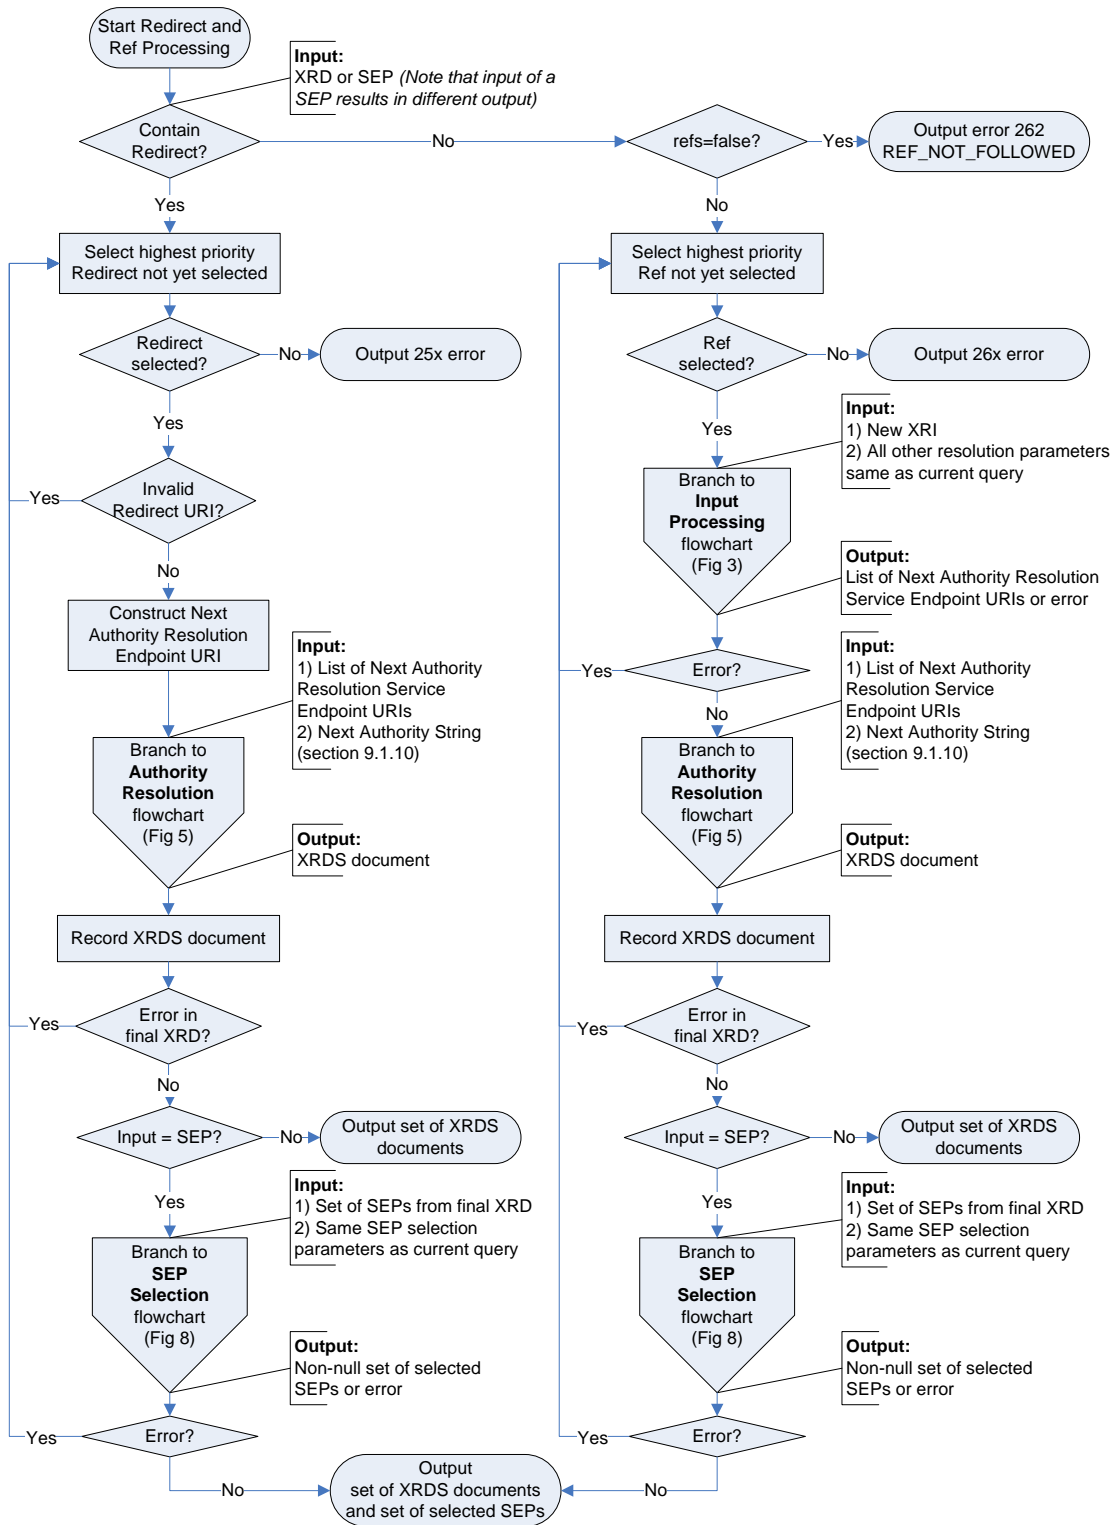 Start Redirect and
Ref Processing
Input:
XRD or SEP (Note that input of a
SEP results in different output)
Contain
Redirect?
No
refs=false?
Yes
Output error 262
REF_NOT_FOLLOWED
Yes
No
Select highest priority
Redirect not yet selected
Select highest priority
Ref not yet selected
Redirect
selected?
No
Output 25x error
Ref
selected?
No
Output 26x error
Yes
Yes
Input:
1) New XRI
2) All other resolution parameters
same as current query
Invalid
Redirect URI?
Yes
Branch to
Input
Processing
flowchart
(Fig 3)
No
Output:
List of Next Authority Resolution
Service Endpoint URIs or error
Construct Next
Authority Resolution
Endpoint URI
Input:
1) List of Next Authority
Resolution Service
Endpoint URIs
2) Next Authority String
(section 9.1.10)
Yes
Error?
Input:
1) List of Next Authority
Resolution Service
Endpoint URIs
2) Next Authority String
(section 9.1.10)
No
Branch to
Authority
Resolution
flowchart
(Fig 5)
Branch to
Authority
Resolution
flowchart
(Fig 5)
Output:
XRDS document
Output:
XRDS document
Record XRDS document
Record XRDS document
Yes
Error in
final XRD?
Yes
Error in
final XRD?
No
No
Input = SEP?
No
Output set of XRDS
documents
Input = SEP?
No
Output set of XRDS
documents
Yes
Yes
Input:
1) Set of SEPs from final XRD
2) Same SEP selection
parameters as current query
Input:
1) Set of SEPs from final XRD
2) Same SEP selection
parameters as current query
Branch to
SEP
Selection
flowchart
(Fig 8)
Branch to
SEP
Selection
flowchart
(Fig 8)
Output:
Non-null set of selected
SEPs or error
Output:
Non-null set of selected
SEPs or error
Yes
Error?
Yes
Error?
No
Output
set of XRDS documents
and set of selected SEPs
No